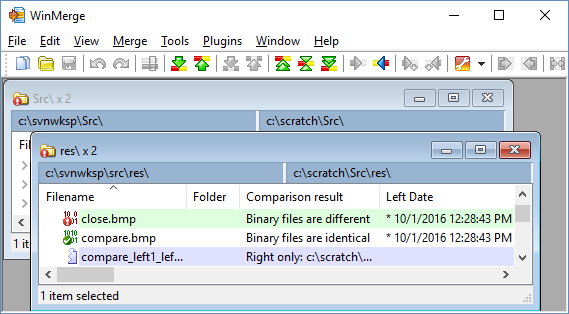 WinMerge
File Edit View Merge Tools Plugins Window Help
Src\ x 2
c:\svnwksp\Src\ c:\scratch\Src\
res\ x 2
c:\svnwksp\src\res\ c:\scratch\Src\res\
Filename Folder Comparison result Left Date
close.bmp Binary files are different * 10/1/2016 12:28:43 PM
compare.bmp Binary files are identical * 10/1/2016 12:28:43 PM
compare_left1_lef... Right only: c:\scratch\...
1 item selected